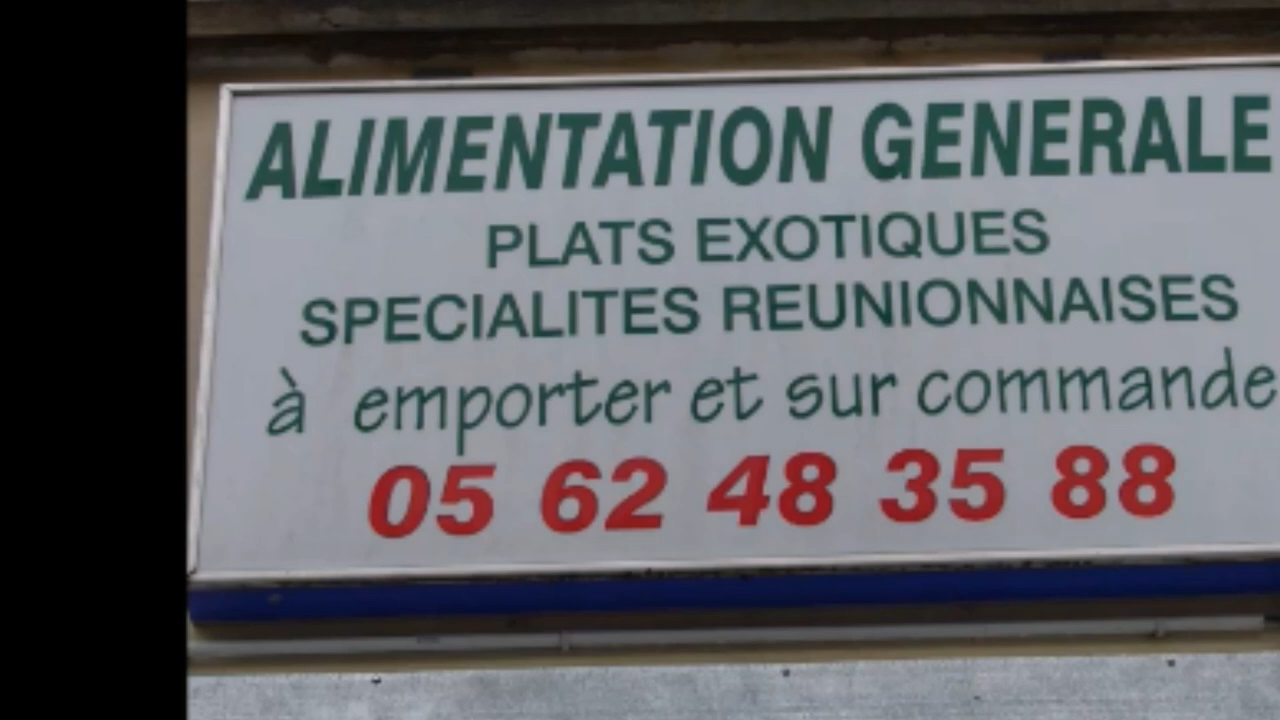 ALIMENTATION GENERALE
PLATS EXOTIQUES
SPECIALITES REUNIONNAISES
à emporter et sur commande
05 62 48 35 88